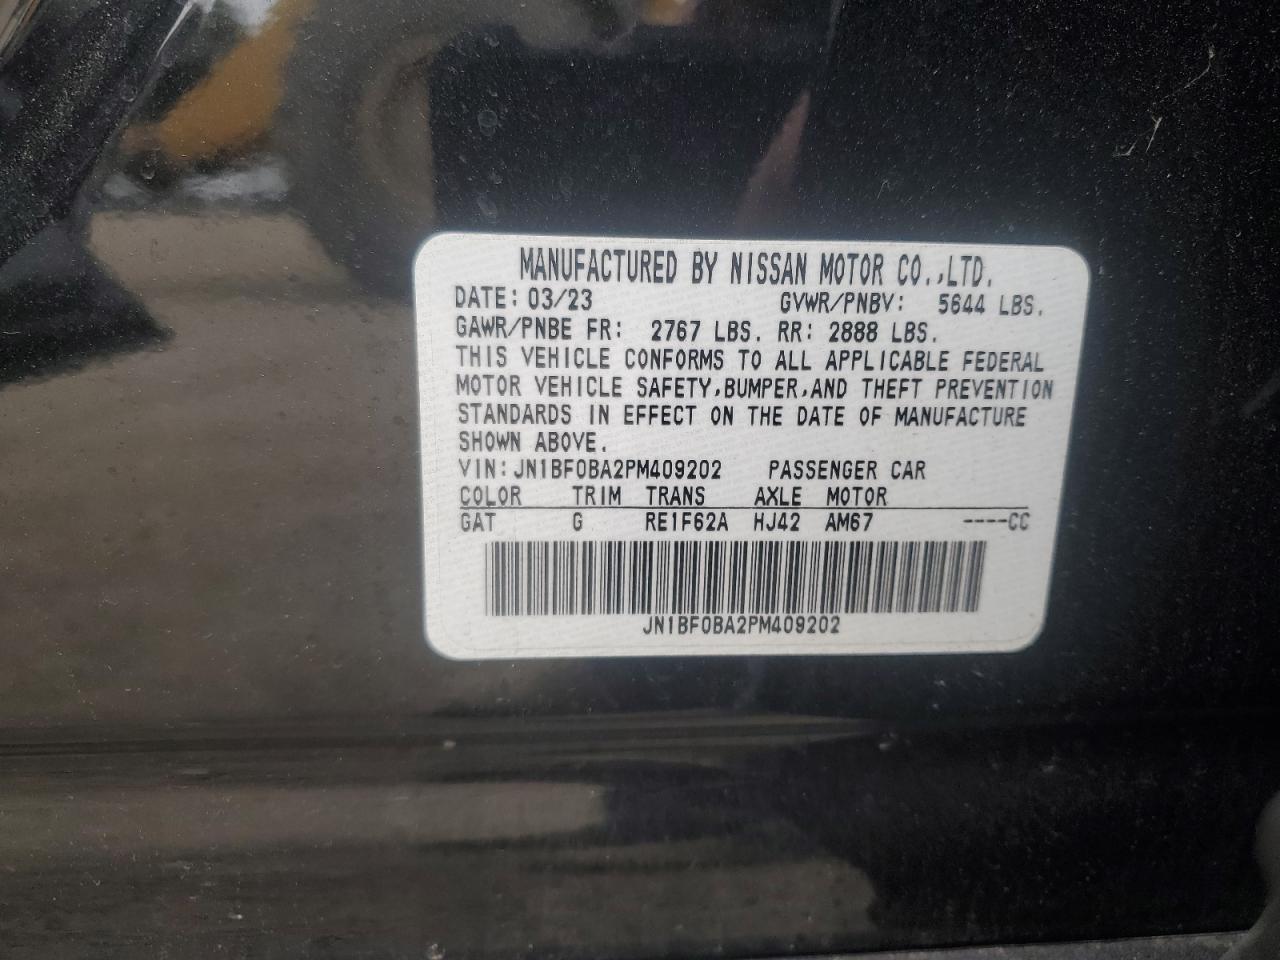 MANUFACTURED BY NISSAN MOTOR CO.,LTD.
DATE: 03/23 GVWR/PNBV: 5644 LBS.
GAWR/PNBE FR: 2767 LBS. RR: 2888 LBS.
THIS VEHICLE CONFORMS TO ALL APPLICABLE FEDERAL
MOTOR VEHICLE SAFETY,BUMPER,AND THEFT PREVENTION
STANDARDS IN EFFECT ON THE DATE OF MANUFACTURE
SHOWN ABOVE.
VIN: JN1BF0BA2PM409202 PASSENGER CAR
COLOR TRIM TRANS AXLE MOTOR
GAT G RE1F62A HJ42 AM67 ----CC
JN1BF0BA2PM409202